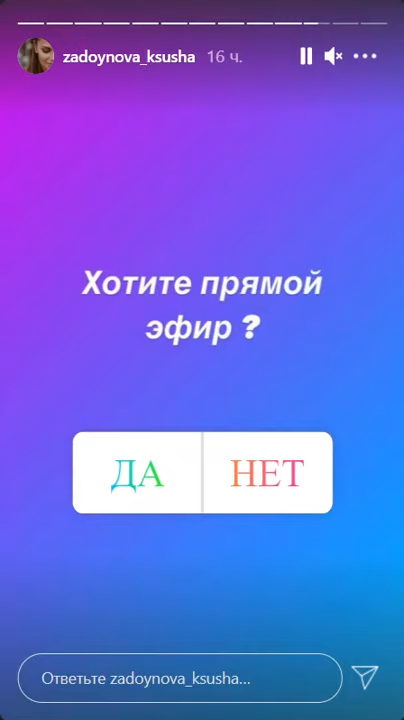 zadoynova_ksusha 16 ч.
Хотите прямой
эфир ?
ДА НЕТ
Ответьте zadoynova_ksusha...